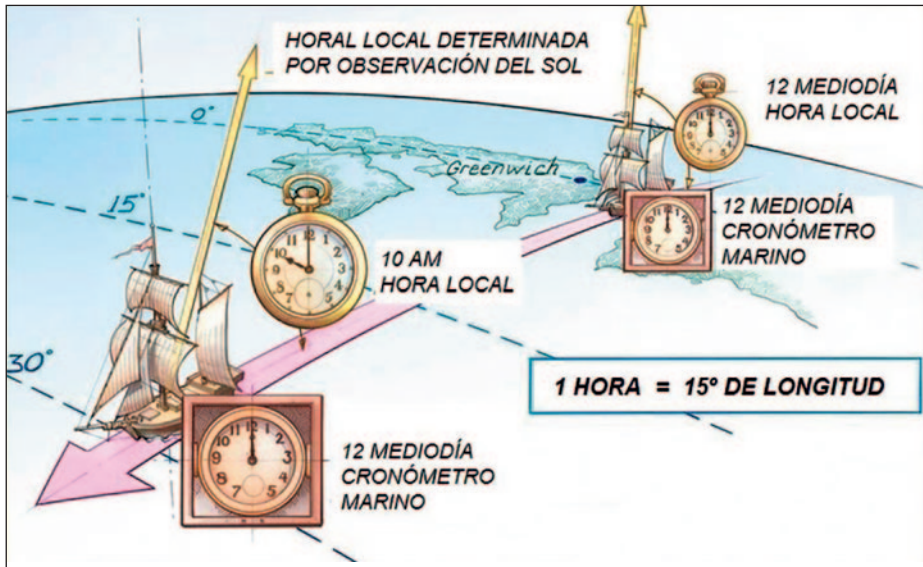 HORAL LOCAL DETERMINADA
POR OBSERVACIÓN DEL SOL
12 MEDIODÍA
HORA LOCAL
0°
Greenwich
15°
12 MEDIODÍA
CRONÓMETRO
MARINO
10 AM
HORA LOCAL
30°
1 HORA = 15º DE LONGITUD
12 MEDIODÍA
CRONÓMETRO
MARINO